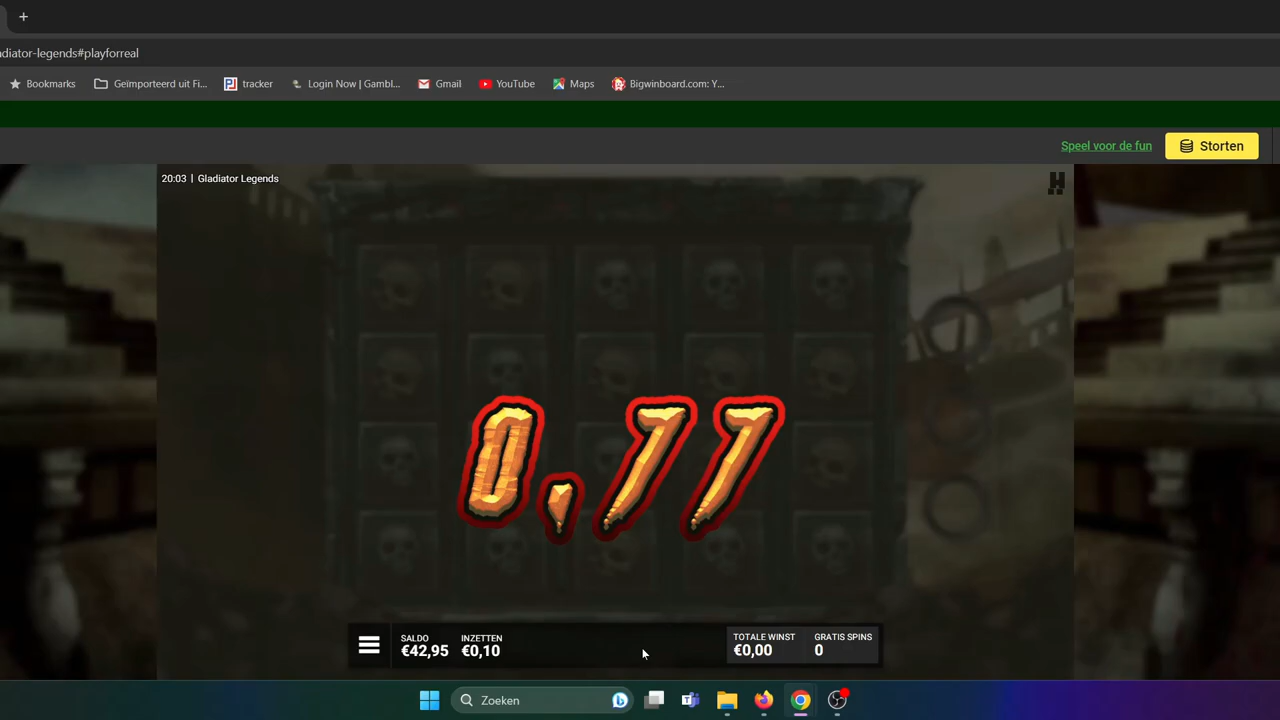 adiator-legends#playforreal
Bookmarks
Geïmporteerd uit Fi...
tracker
Login Now | Gambl...
Gmail
YouTube
Maps
Bigwinboard.com: Y...
Speel voor de fun
Storten
20:03 | Gladiator Legends
0,11
SALDO
€42,95
INZETTEN
€0,10
TOTALE WINST
€0,00
GRATIS SPINS
0
Zoeken